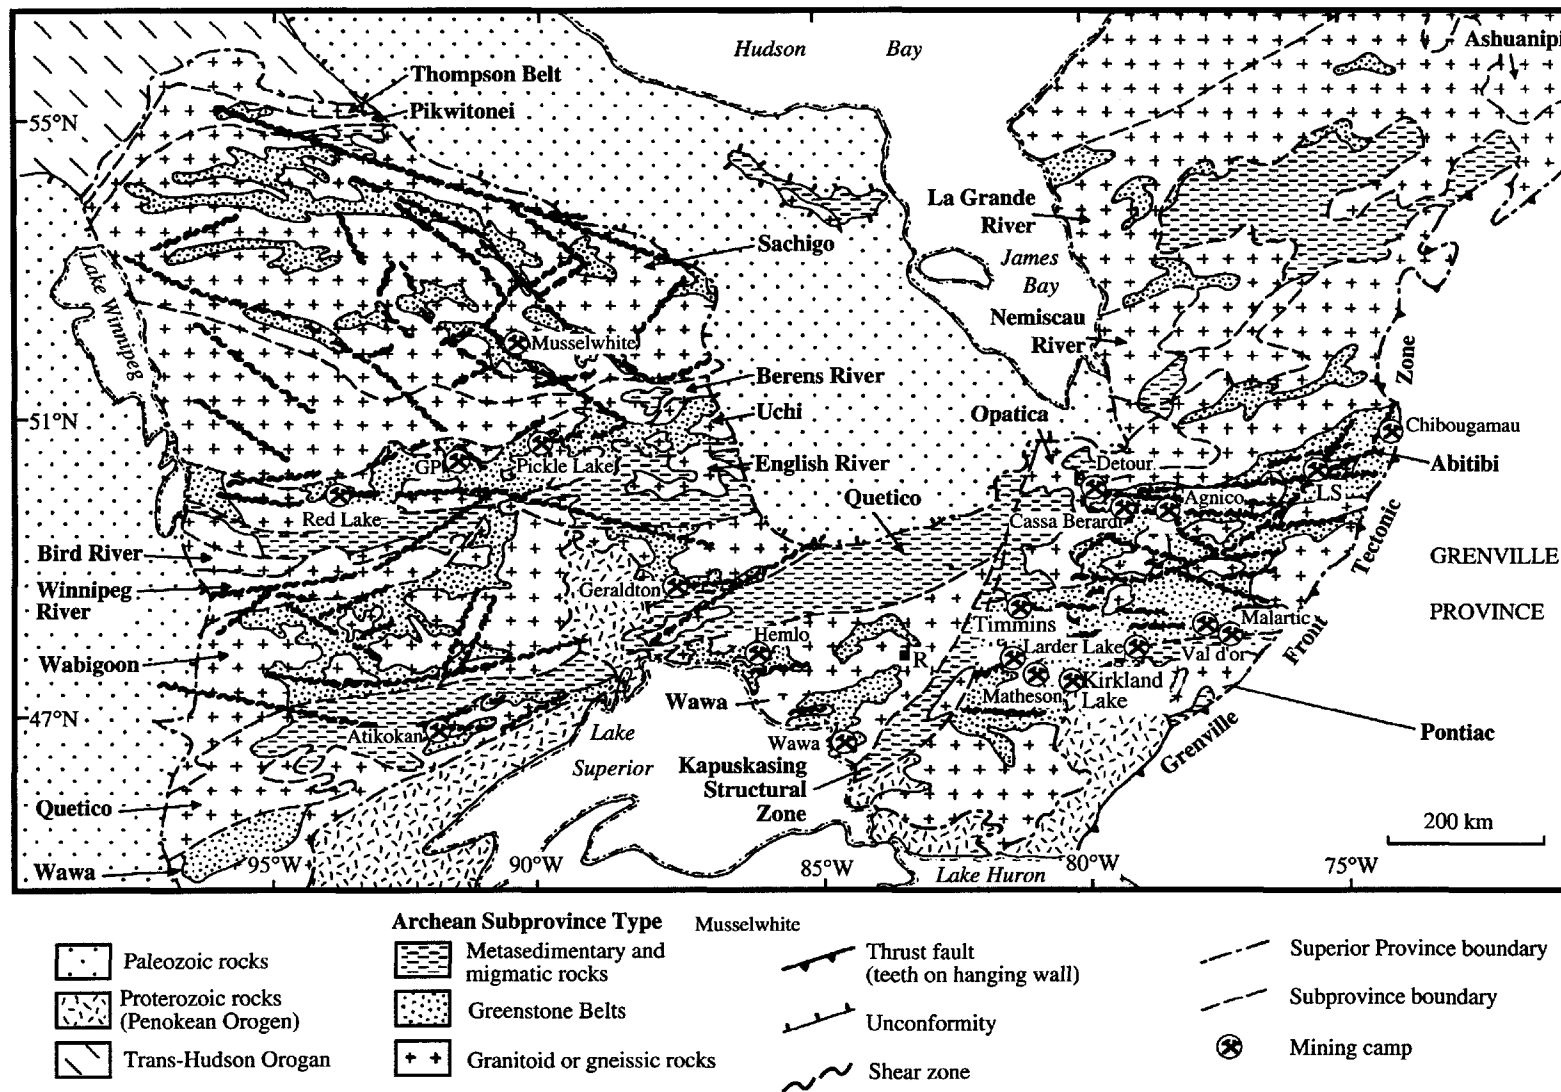 Hudson Bay
Ashuanipi
Thompson Belt
Pikwitonei
55°N
La Grande
River
Sachigo
James
Bay
Lake Winnipeg
Nemiscau
River
Musselwhite
Zone
Berens River
Uchi
Opatica
51°N
Chibougamau
GP
Pickle Lake
English River
Detour
Abitibi
Quetico
Agnico
LS
Red Lake
Cassa Berardi
Tectonic
Bird River
GRENVILLE
Winnipeg
River
Geraldton
PROVINCE
Timmins
Malartic
Hemlo
Larder Lake
Front
Wabigoon
R
Val d'or
Wawa
Matheson
Kirkland
Lake
47°N
Atikokan
Lake
Superior
Wawa
Pontiac
Grenville
Kapuskasing
Structural
Zone
Quetico
200 km
95°W
90°W
85°W
80°W
75°W
Wawa
Lake Huron
Archean Subprovince Type
Musselwhite
Paleozoic rocks
Metasedimentary and
migmatic rocks
Thrust fault
(teeth on hanging wall)
Superior Province boundary
Proterozoic rocks
(Penokean Orogen)
Greenstone Belts
Unconformity
Subprovince boundary
Trans-Hudson Orogan
Granitoid or gneissic rocks
Shear zone
Mining camp